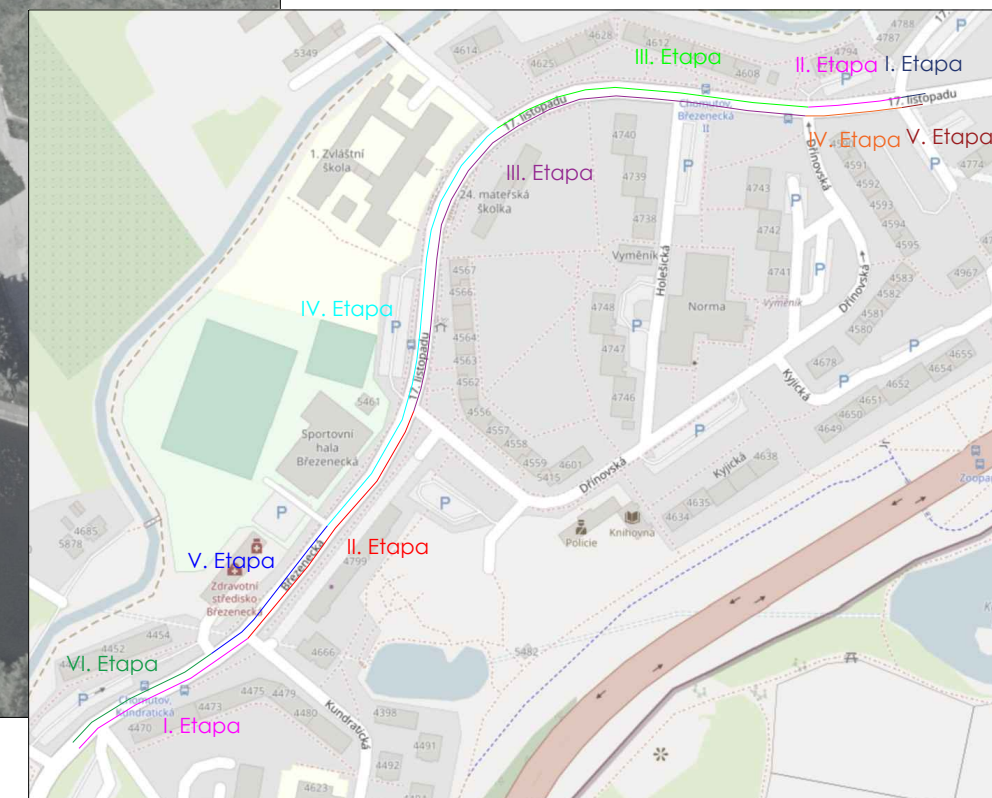 5349
4614
4628
4625
4612
III. Etapa
4608
4794
II. Etapa
I. Etapa
4788
4787
17.
P
P
17. listopadu
17. listopadu
Chomutov,
Březenecká
II
IV. Etapa
V. Etapa
1. Zvláštní
škola
III. Etapa
24. mateřská
školka
4740
4739
4738
P
4743
4742
4741
P
P
Dřínovská
4591
4592
4593
4594
4595
P
4774
Výměník
Holešická
Norma
Výměník
Dřínovská
4583
4582
4581
4580
4967
4567
4566
4564
4563
4562
4556
4557
4558
4559
4601
5415
IV. Etapa
P
17. listopadu
4748
4747
4746
P
4678
Kyjická
P
P
4655
4654
4652
4651
4650
4649
5461
Sportovní
hala
Březenecká
P
P
P
Dřínovská
Kyjická
4638
4635
4634
Policie
Knihovna
Zoopar
4685
5878
V. Etapa
Březenecká
II. Etapa
4799
Zdravotní
středisko
Březenecká
4454
4452
VI. Etapa
P
Chomutov,
Kundratická
4666
5482
4475
4479
4473
4480
4470
I. Etapa
Kundratická
4398
4491
4492
4623